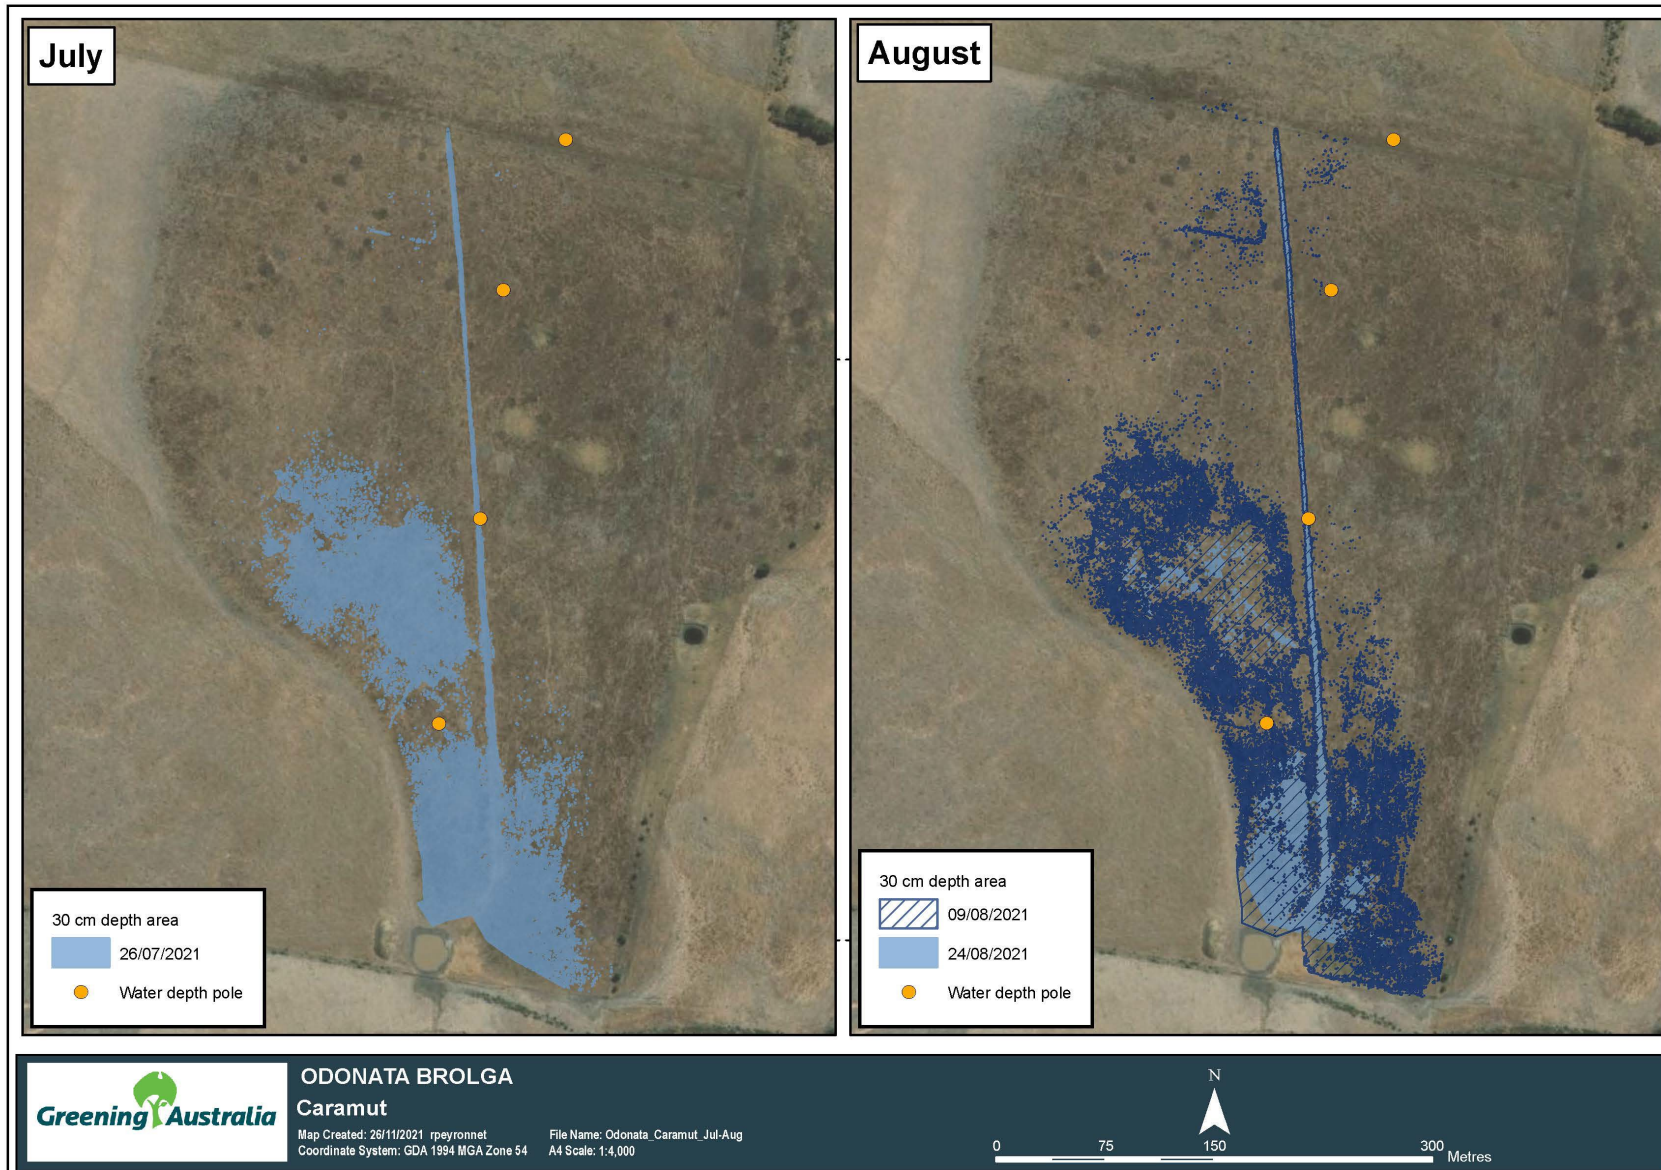 July
August
30 cm depth area
26/07/2021
Water depth pole
30 cm depth area
09/08/2021
24/08/2021
Water depth pole
Greening Australia
ODONATA BROLGA
Caramut
Map Created: 26/11/2021 rpeyronnet
File Name: Odonata_Caramut_Jul-Aug
Coordinate System: GDA 1994 MGA Zone 54
A4 Scale: 1:4,000
N
0 75 150 300
Metres